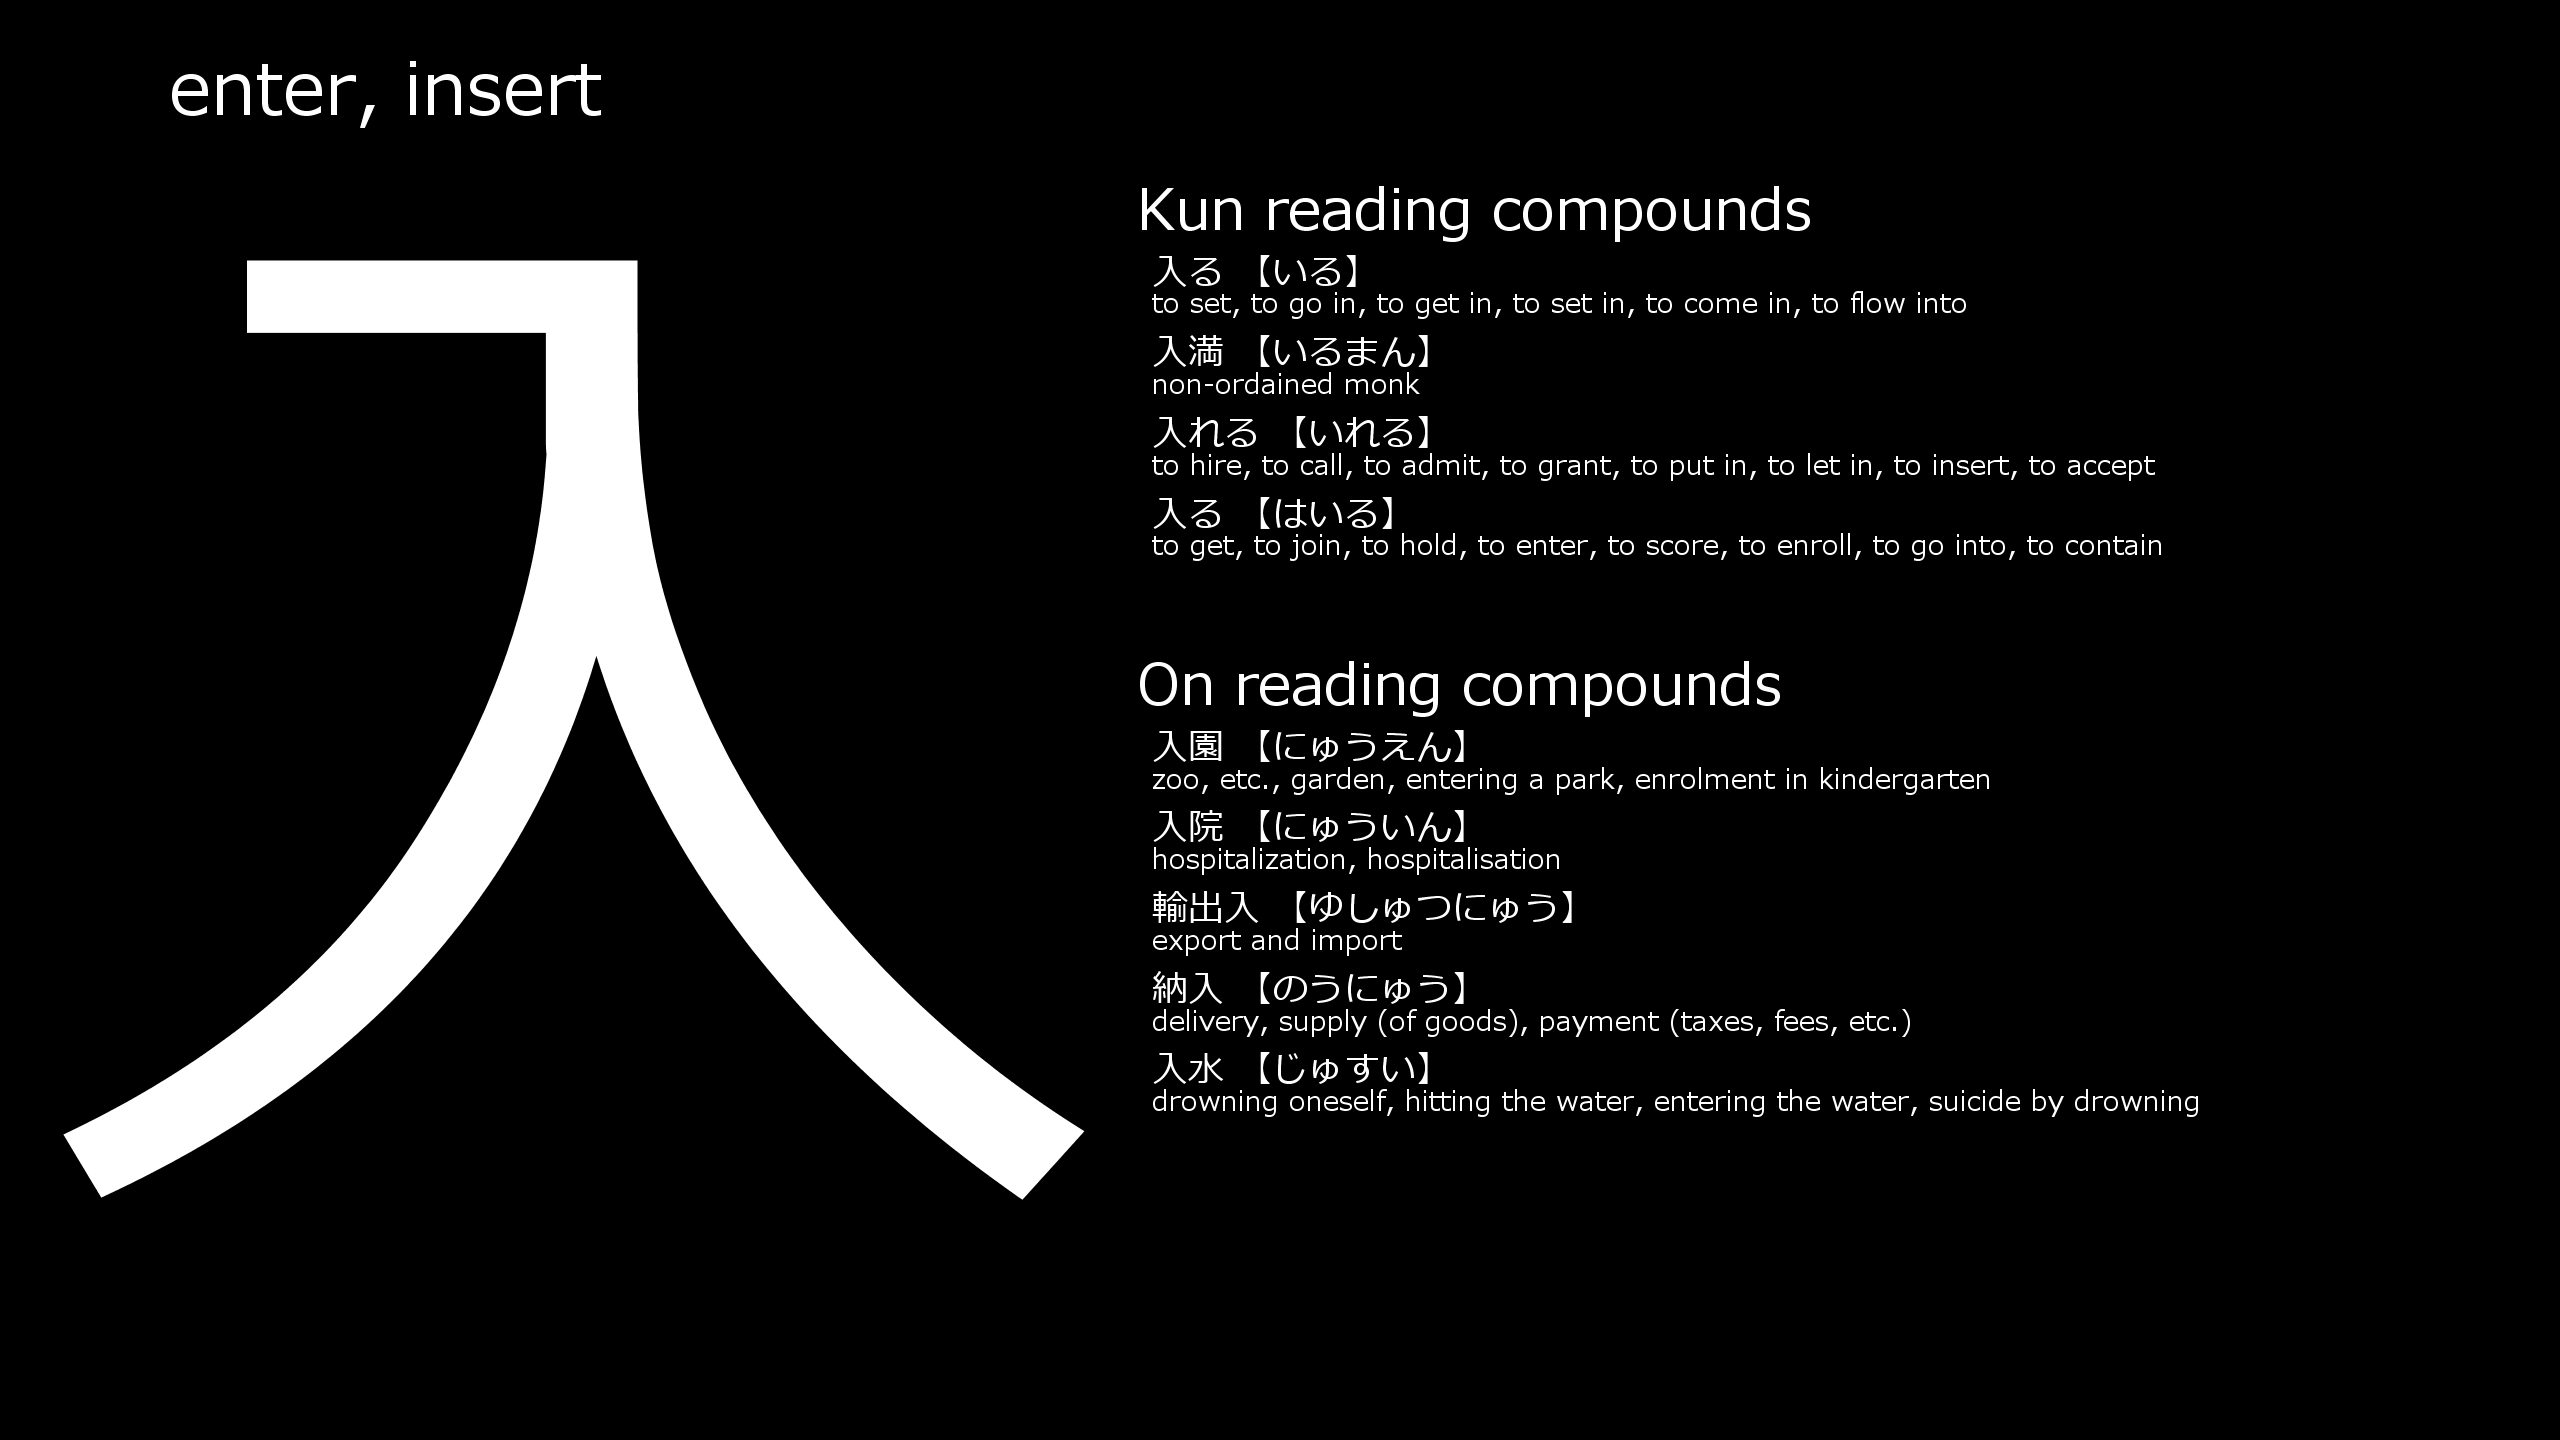 enter, insert
入
Kun reading compounds
入る 【いる】
to set, to go in, to get in, to set in, to come in, to flow into
入満 【いるまん】
non-ordained monk
入れる 【いれる】
to hire, to call, to admit, to grant, to put in, to let in, to insert, to accept
入る 【はいる】
to get, to join, to hold, to enter, to score, to enroll, to go into, to contain
On reading compounds
入園 【にゅうえん】
zoo, etc., garden, entering a park, enrolment in kindergarten
入院 【にゅういん】
hospitalization, hospitalisation
輸出入 【ゆしゅつにゅう】
export and import
納入 【のうにゅう】
delivery, supply (of goods), payment (taxes, fees, etc.)
入水 【じゅすい】
drowning oneself, hitting the water, entering the water, suicide by drowning